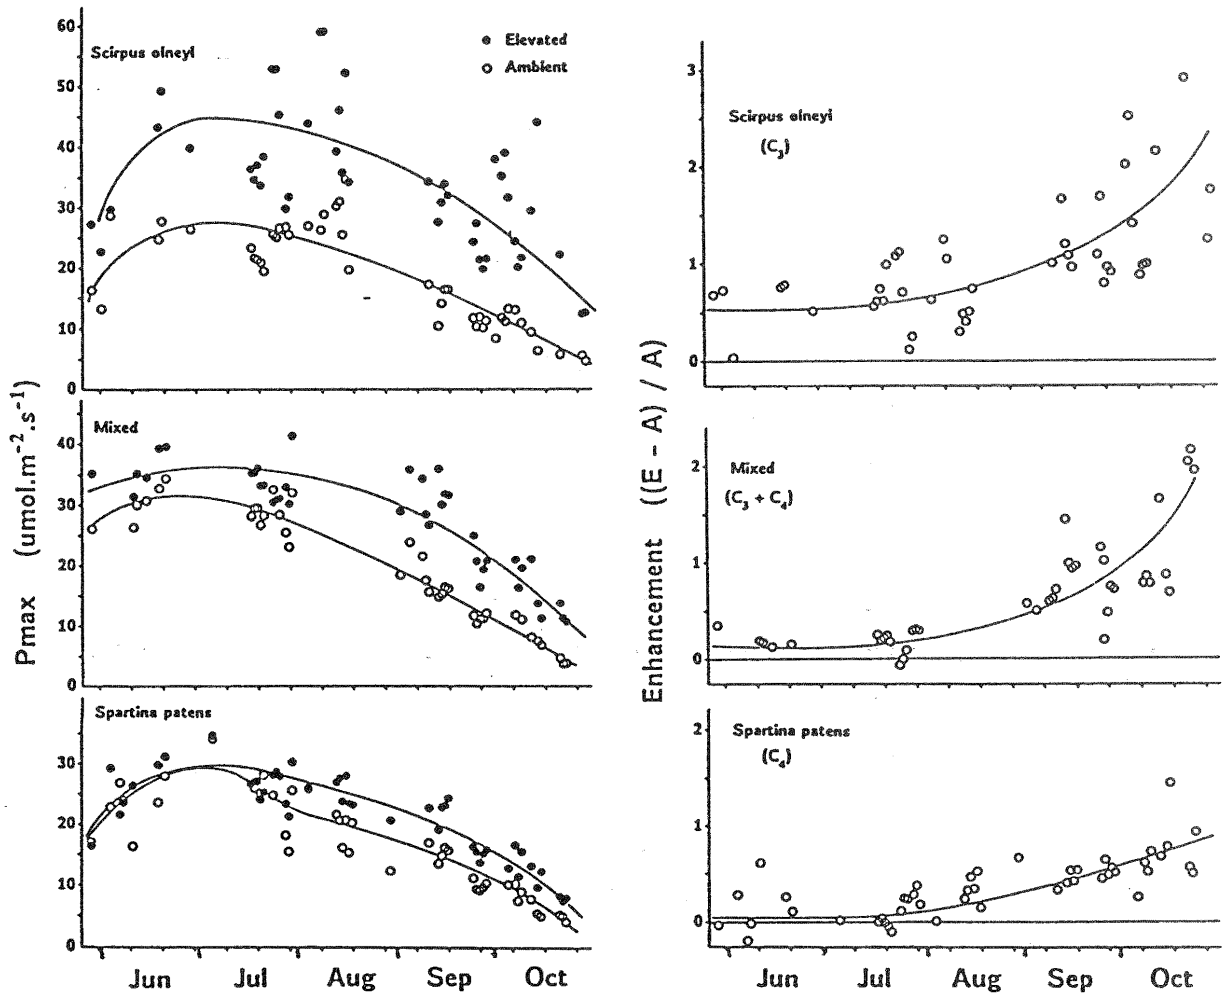 60
Scirpus olneyi
Elevated
Ambient
50
40
30
20
10
0
Mixed
40
30
20
10
0
Spartina patens
30
20
10
0
Jun Jul Aug Sep Oct
Pmax (umol.m-2.s-1)
3
Scirpus olneyi
(C3)
2
1
0
Mixed
2
(C3 + C4)
1
0
2
Spartina patens
(C4)
1
0
Jun Jul Aug Sep Oct
Enhancement ((E - A) / A)